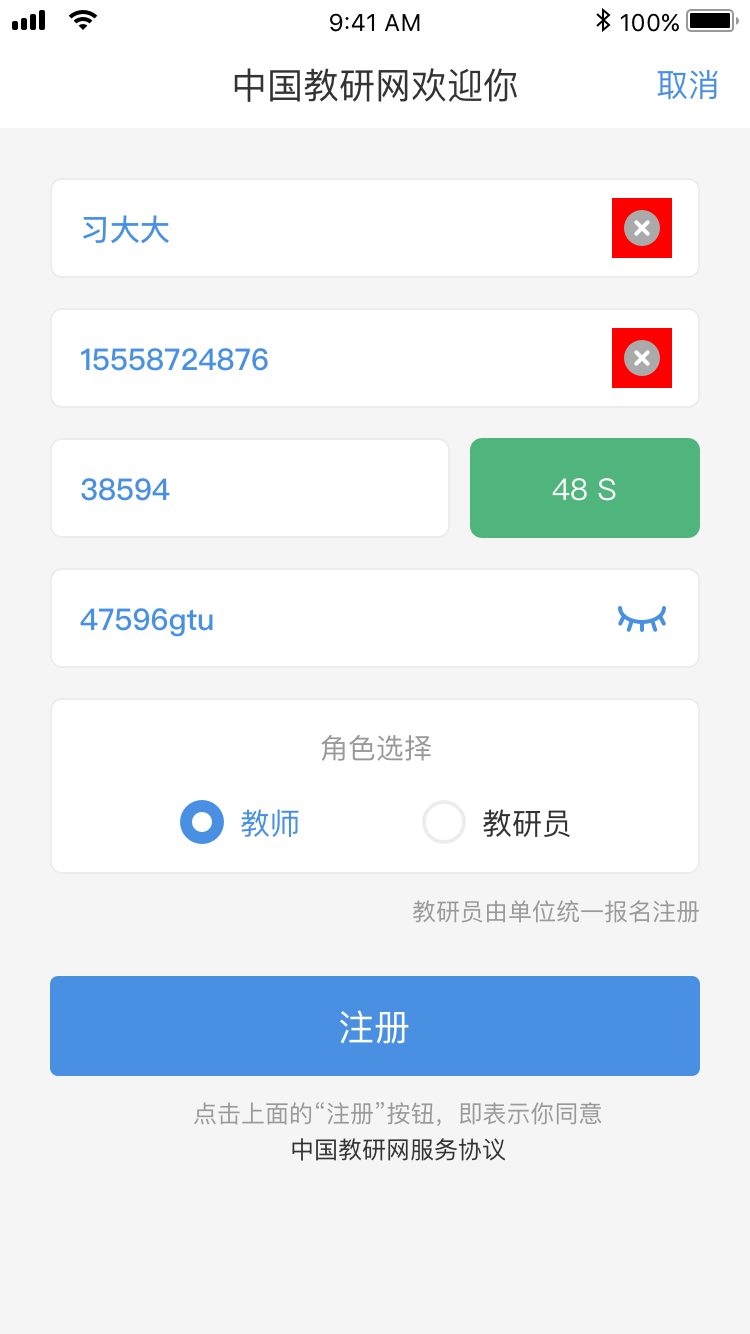 9:41 AM 100%
中国教研网欢迎你 取消
习大大
15558724876
38594 48 S
47596gtu
角色选择
教师 教研员
教研员由单位统一报名注册
注册
点击上面的“注册”按钮，即表示你同意
中国教研网服务协议